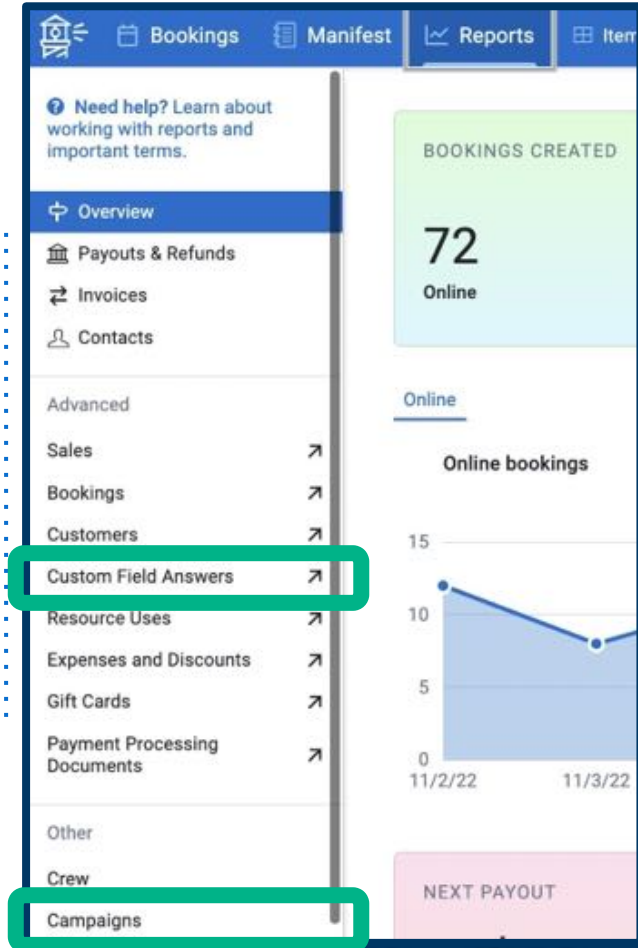 Bookings
Manifest
Reports
Need help? Learn about
working with reports and
important terms.
Overview
Payouts & Refunds
Invoices
Contacts
Advanced
Sales
Bookings
Customers
Custom Field Answers
Resource Uses
Expenses and Discounts
Gift Cards
Payment Processing
Documents
Other
Crew
Campaigns
BOOKINGS CREATED
72
Online
Online
Online bookings
15
10
5
0
11/2/22
11/3/22
NEXT PAYOUT